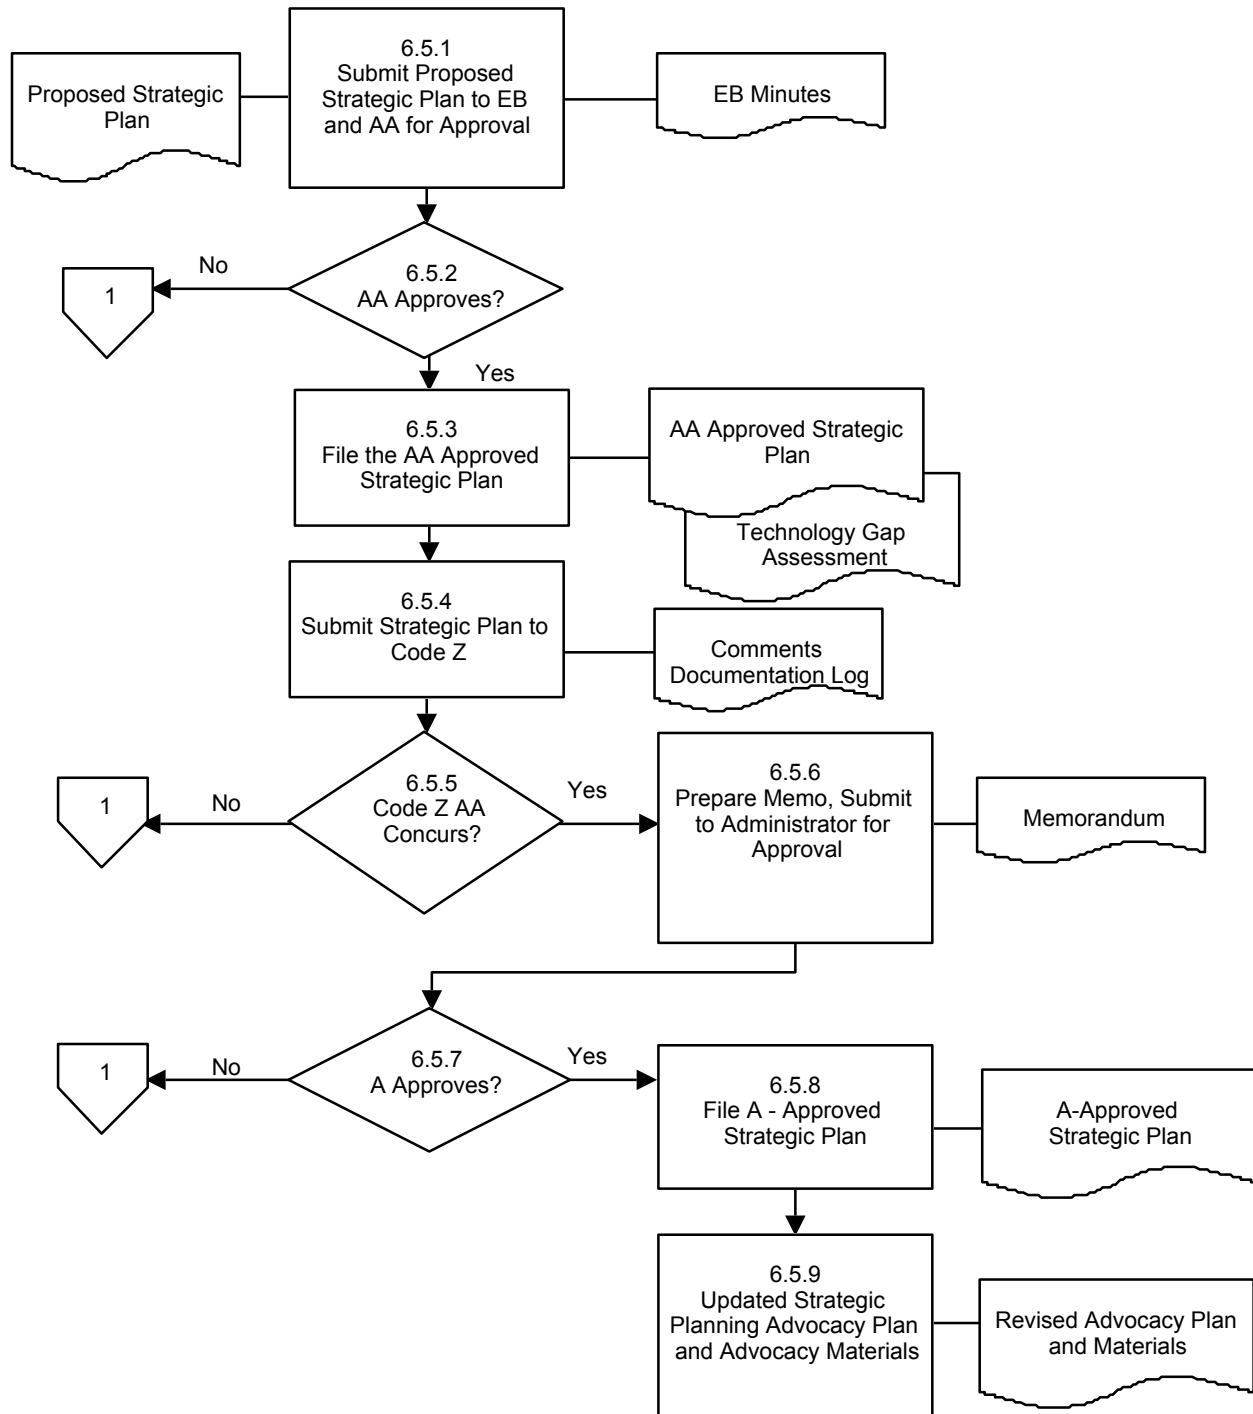 Proposed Strategic
Plan
6.5.1
Submit Proposed
Strategic Plan to EB
and AA for Approval
EB Minutes
No
1
6.5.2
AA Approves?
Yes
6.5.3
File the AA Approved
Strategic Plan
AA Approved Strategic
Plan
Technology Gap
Assessment
6.5.4
Submit Strategic Plan to
Code Z
Comments
Documentation Log
1
No
6.5.5
Code Z AA
Concurs?
Yes
6.5.6
Prepare Memo, Submit
to Administrator for
Approval
Memorandum
1
No
6.5.7
A Approves?
Yes
6.5.8
File A - Approved
Strategic Plan
A-Approved
Strategic Plan
6.5.9
Updated Strategic
Planning Advocacy Plan
and Advocacy Materials
Revised Advocacy Plan
and Materials